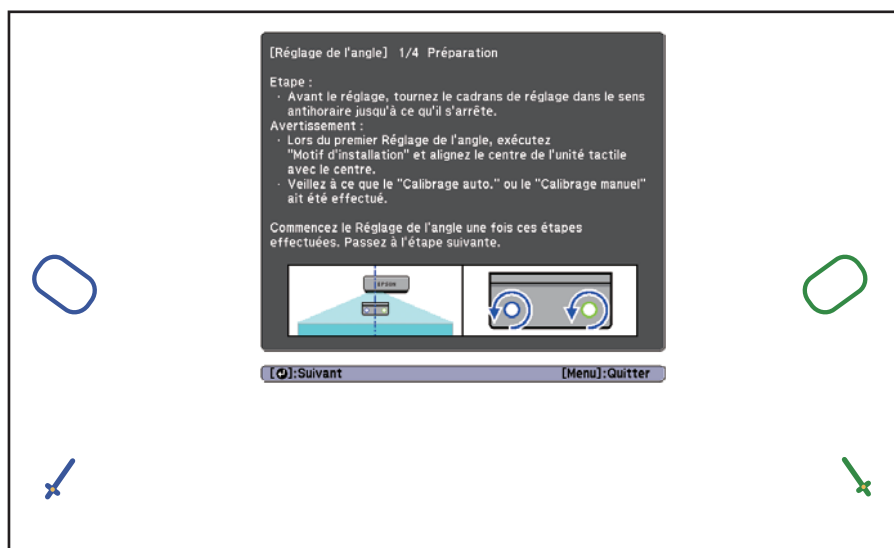 [Réglage de l'angle] 1/4 Préparation
Etape :
· Avant le réglage, tournez le cadrans de réglage dans le sens
antihoraire jusqu'à ce qu'il s'arrête.
Avertissement :
· Lors du premier Réglage de l'angle, exécutez
"Motif d'installation" et alignez le centre de l'unité tactile
avec le centre.
· Veillez à ce que le "Calibrage auto." ou le "Calibrage manuel"
ait été effectué.
Commencez le Réglage de l'angle une fois ces étapes
effectuées. Passez à l'étape suivante.
EPSON
[↵]:Suivant [Menu]:Quitter